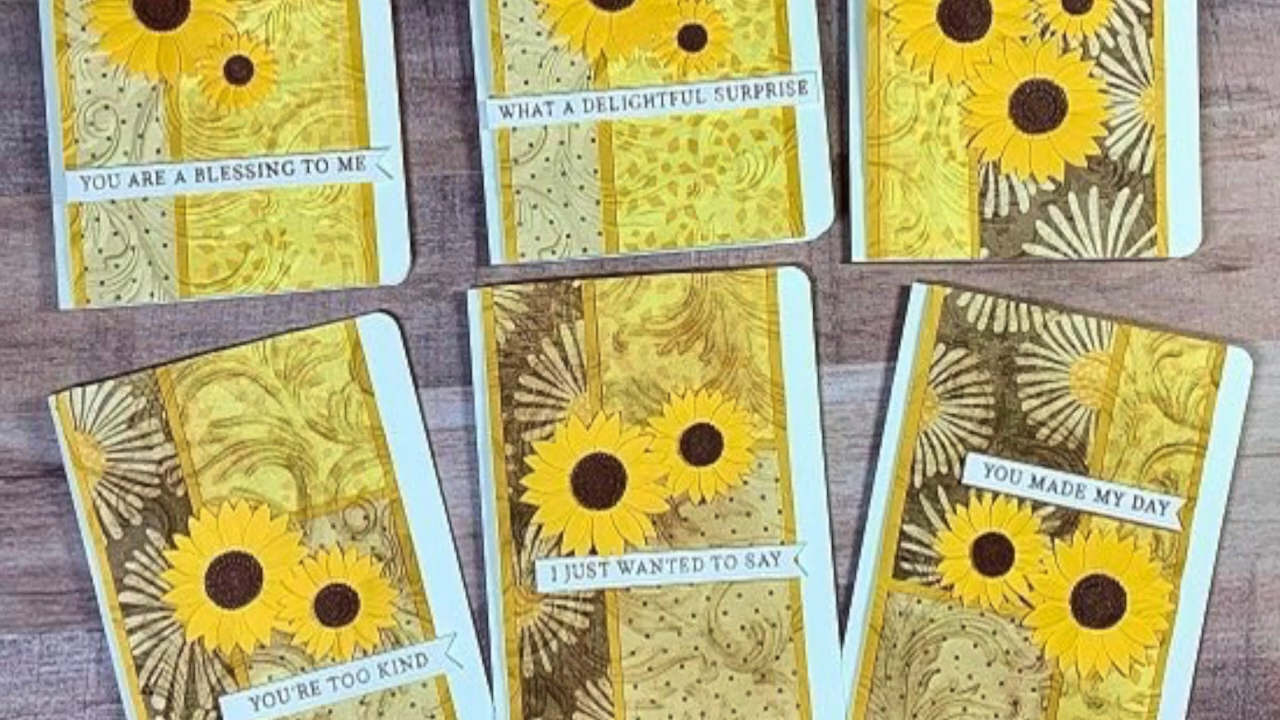 YOU ARE A BLESSING TO ME
WHAT A DELIGHTFUL SURPRISE
YOU'RE TOO KIND
I JUST WANTED TO SAY
YOU MADE MY DAY